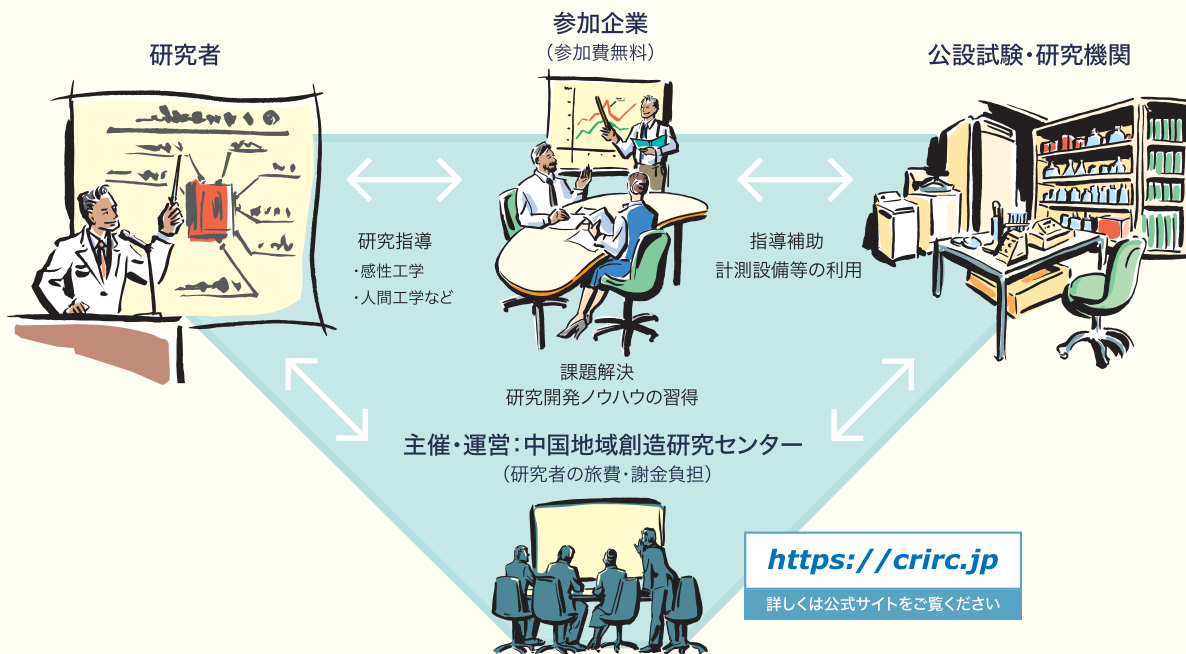 参加企業
（参加費無料）
研究者
公設試験・研究機関
研究指導
・感性工学
・人間工学など
指導補助
計測設備等の利用
課題解決
研究開発ノウハウの習得
主催・運営：中国地域創造研究センター
（研究者の旅費・謝金負担）
https://crirc.jp
詳しくは公式サイトをご覧ください